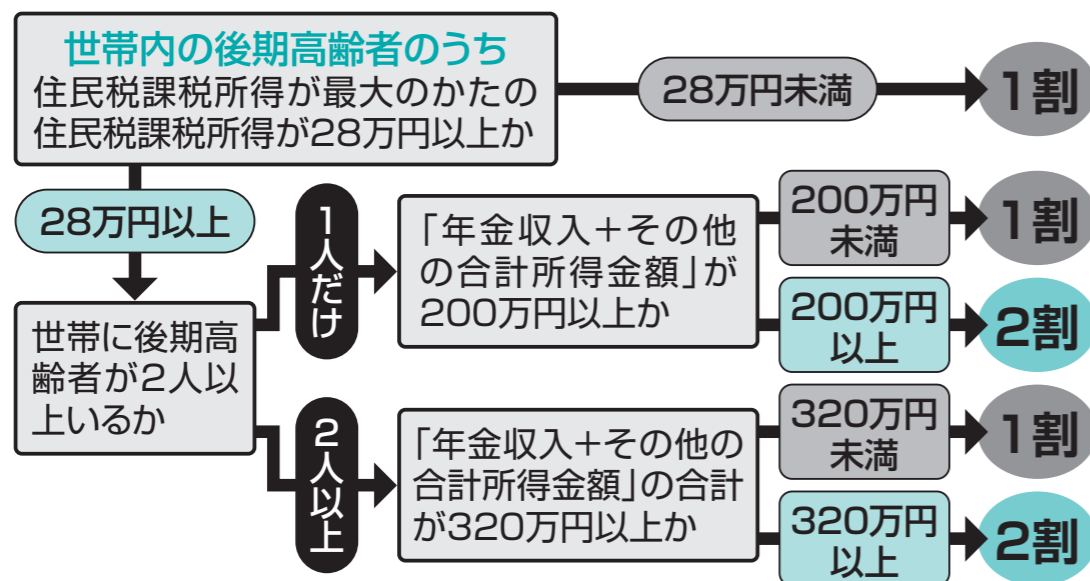 世帯内の後期高齢者のうち
住民税課税所得が最大のかたの
住民税課税所得が28万円以上か
28万円未満
1割
28万円以上
世帯に後期高
齢者が2人以
上いるか
1人だけ
「年金収入+その他
の合計所得金額」が
200万円以上か
200万円
未満
1割
200万円
以上
2割
2人以上
「年金収入+その他の
合計所得金額」の合計
が320万円以上か
320万円
未満
1割
320万円
以上
2割